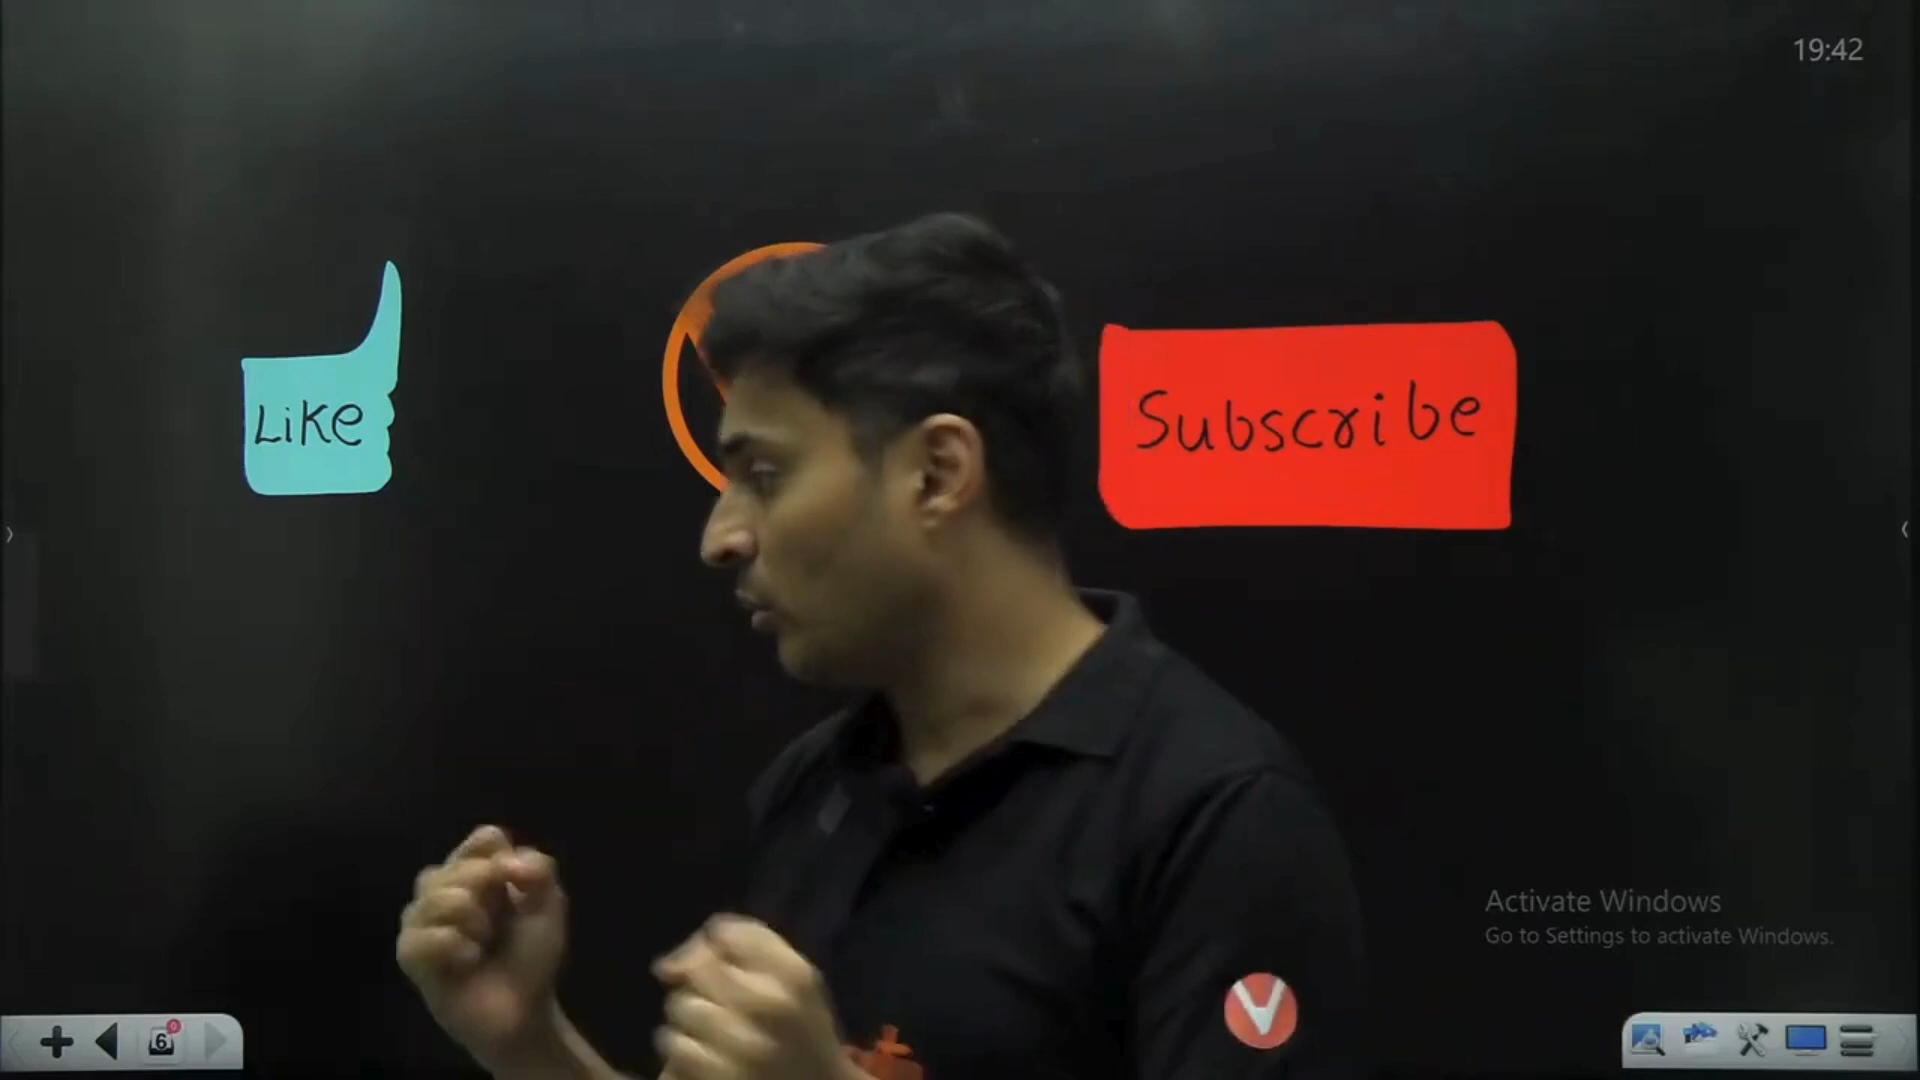 19:42
Like
Subscribe
Activate Windows
Go to Settings to activate Windows.
6
V